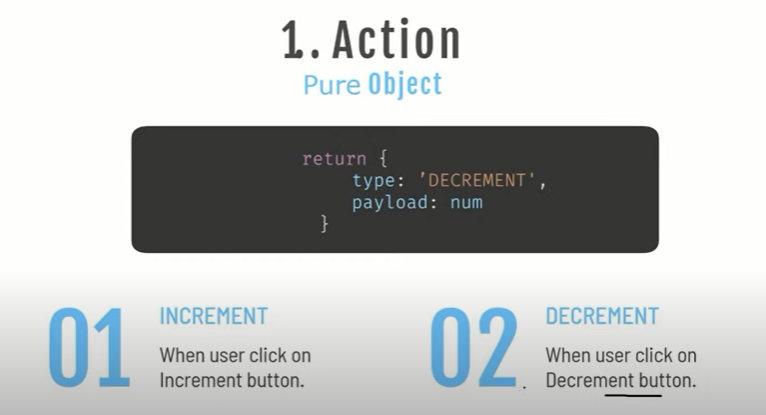 1. Action
Pure Object
return {
type: 'DECREMENT',
payload: num
}
01
INCREMENT
When user click on
Increment button.
02
DECREMENT
When user click on
Decrement button.